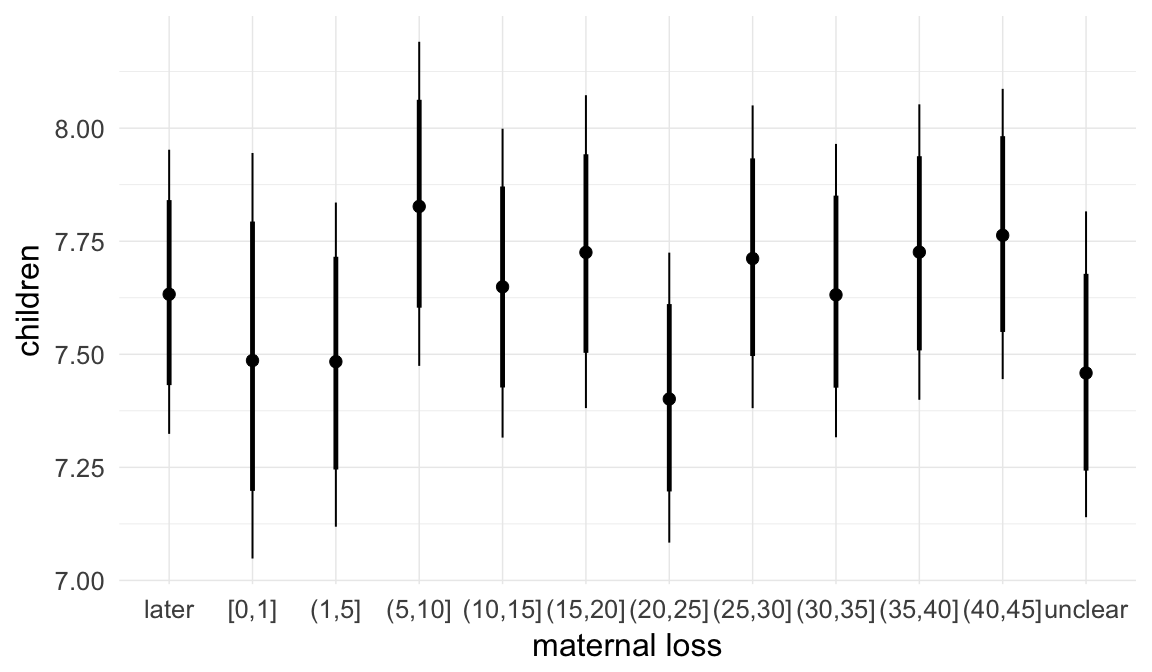 8.00
7.75
7.50
7.25
7.00
children
later [0,1] (1,5] (5,10] (10,15] (15,20] (20,25] (25,30] (30,35] (35,40] (40,45] unclear
maternal loss